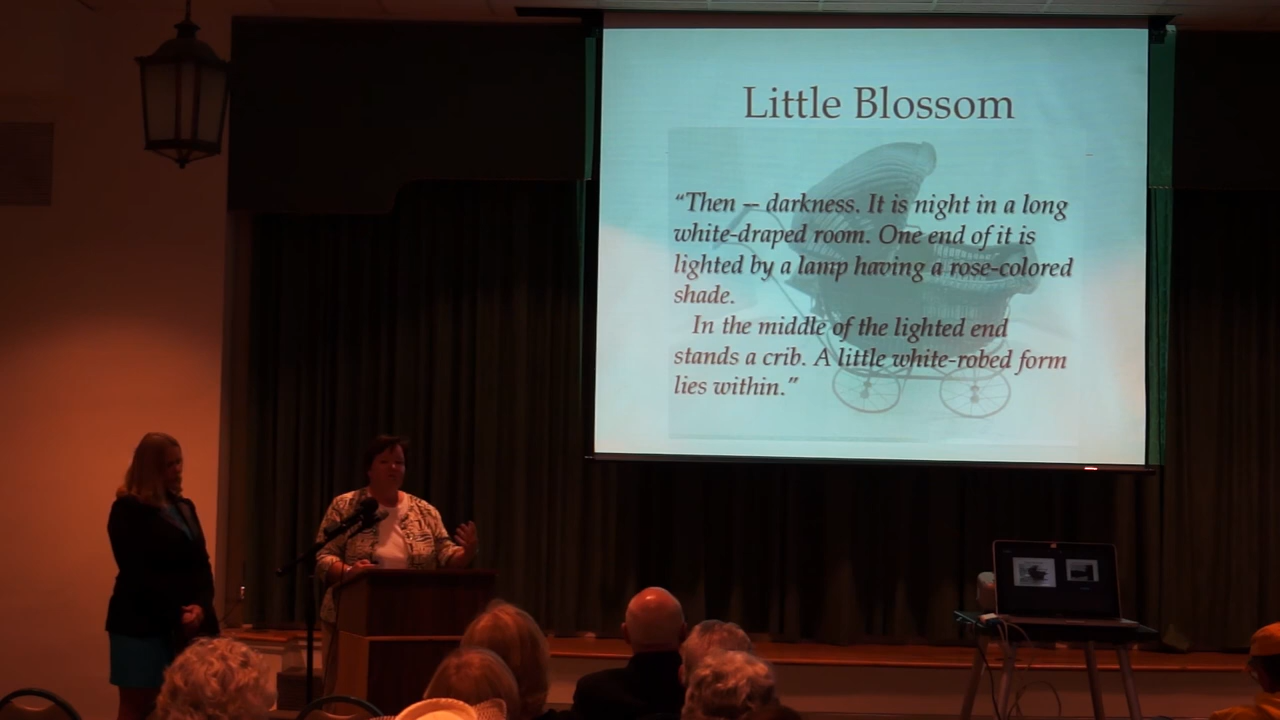 Little Blossom
“Then — darkness. It is night in a long
white-draped room. One end of it is
lighted by a lamp having a rose-colored
shade.
In the middle of the lighted end
stands a crib. A little white-robed form
lies within.”